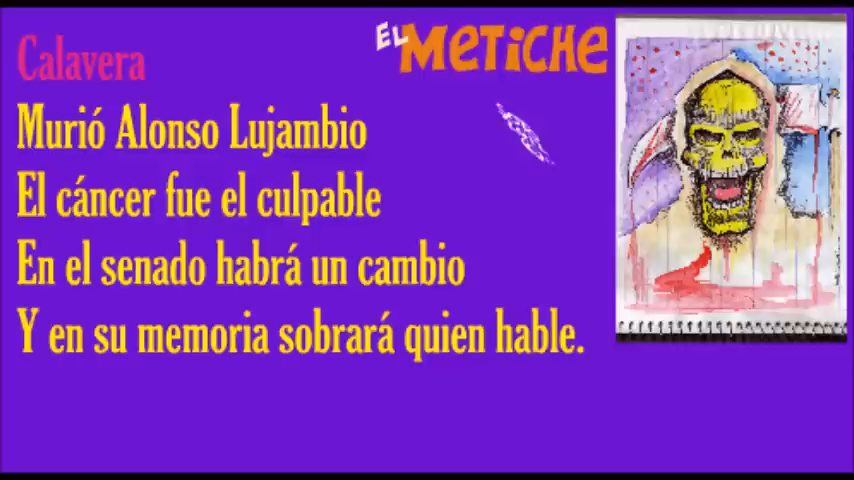 EL METiCHE
Calavera
Murió Alonso Lujambio
El cáncer fue el culpable
En el senado habrá un cambio
Y en su memoria sobrará quien hable.